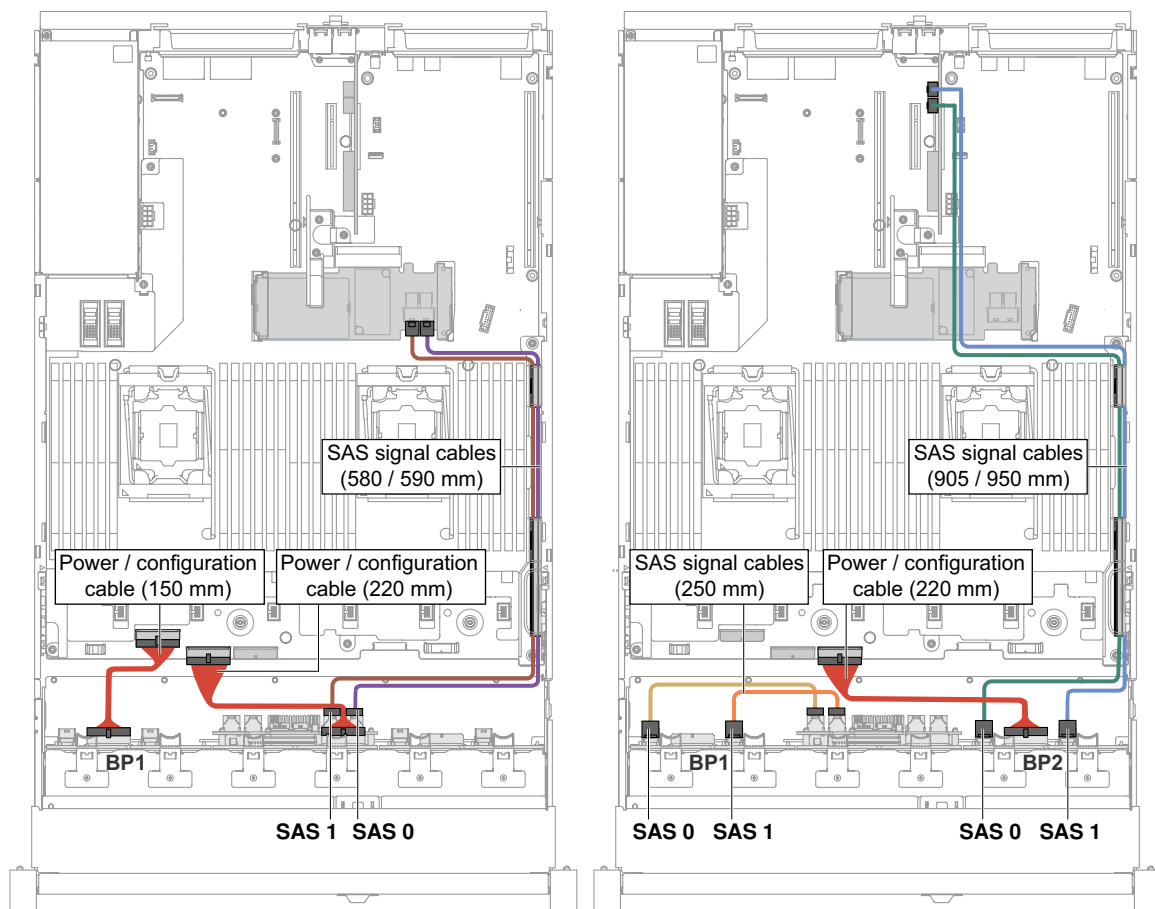 SAS signal cables
(580 / 590 mm)
Power / configuration
cable (150 mm)
Power / configuration
cable (220 mm)
BP1
SAS 1
SAS 0
SAS signal cables
(905 / 950 mm)
SAS signal cables
(250 mm)
Power / configuration
cable (220 mm)
BP1
BP2
SAS 0
SAS 1
SAS 0
SAS 1